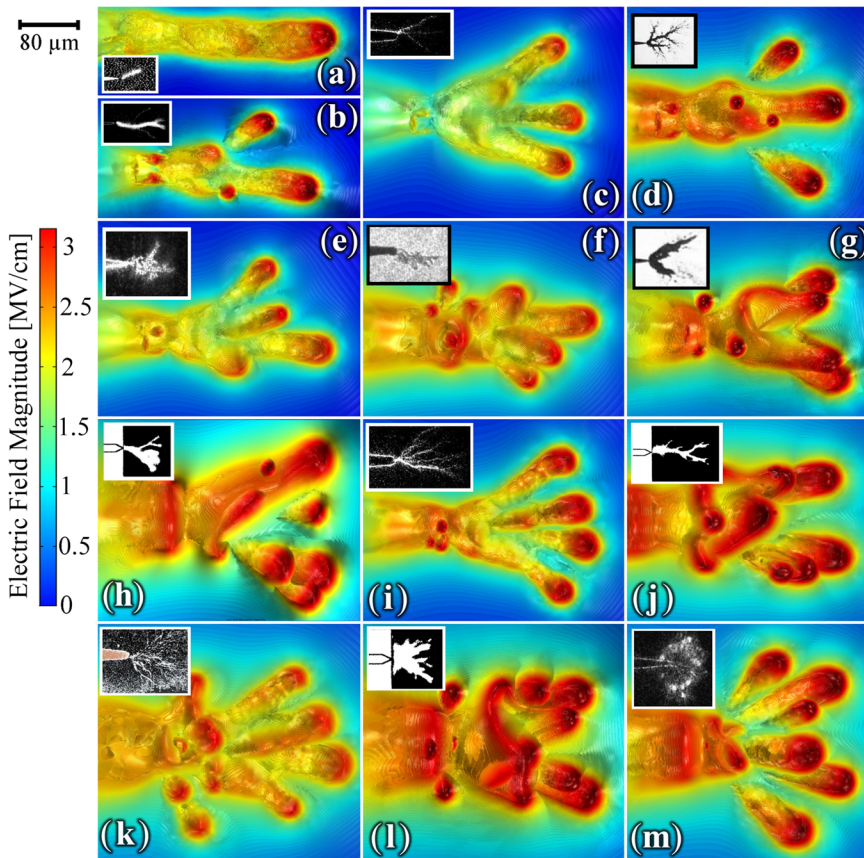 80 µm
(a)
(b)
(c)
(d)
(e)
(f)
(g)
Electric Field Magnitude [MV/cm]
3
2.5
2
1.5
1
0.5
0
(h)
(i)
(j)
(k)
(l)
(m)